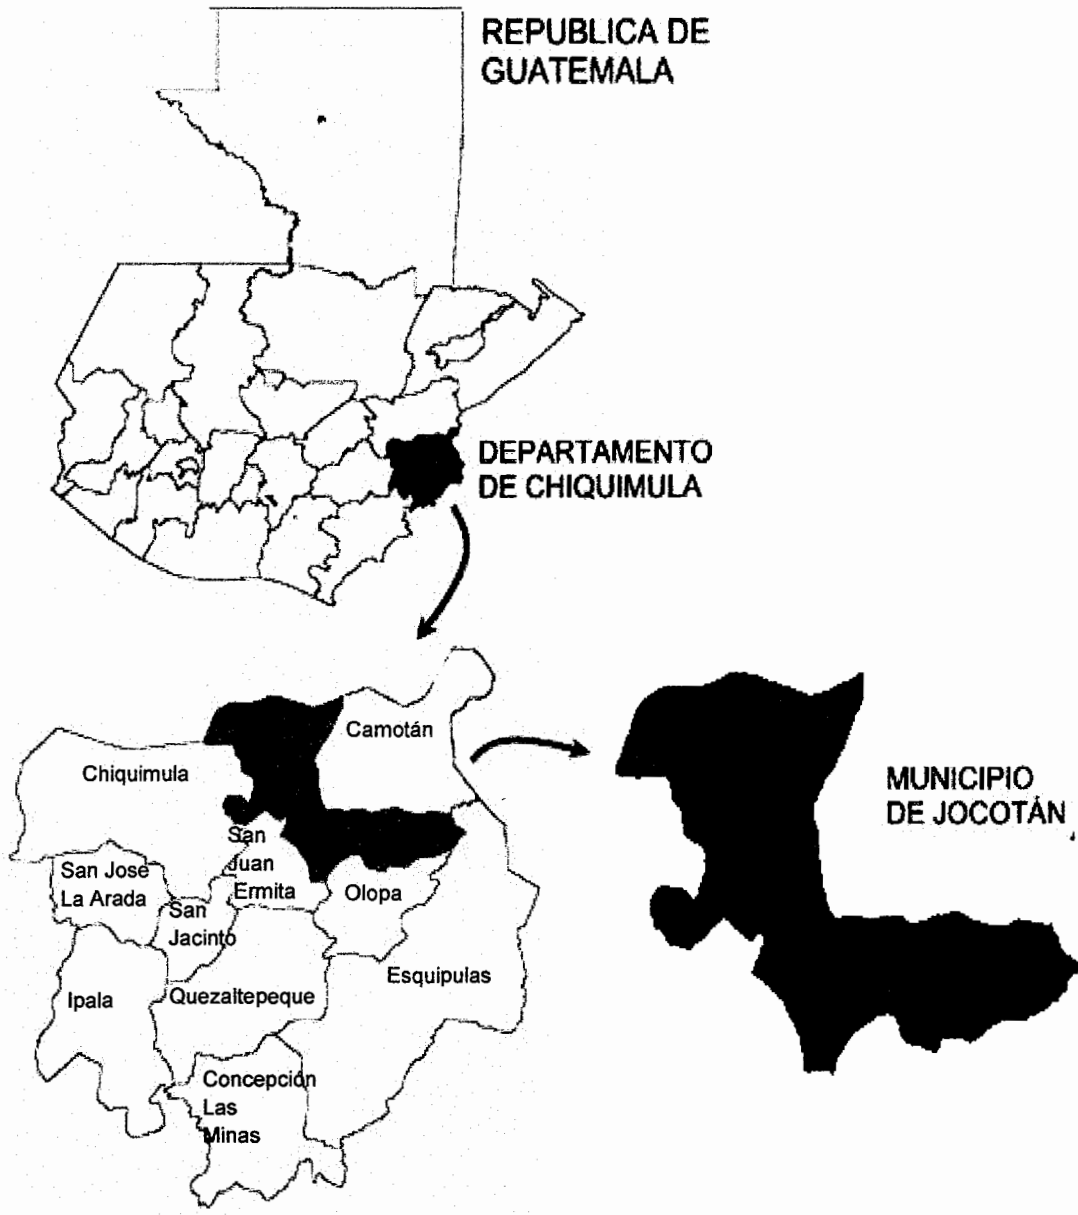 REPUBLICA DE
GUATEMALA
DEPARTAMENTO
DE CHIQUIMULA
Camotán
Chiquimula
MUNICIPIO
DE JOCOTÁN
San
Juan
Ermita
San José
La Arada
Olopa
San
Jacinto
Esquipulas
Ipala
Quezaltepeque
Concepción
Las
Minas